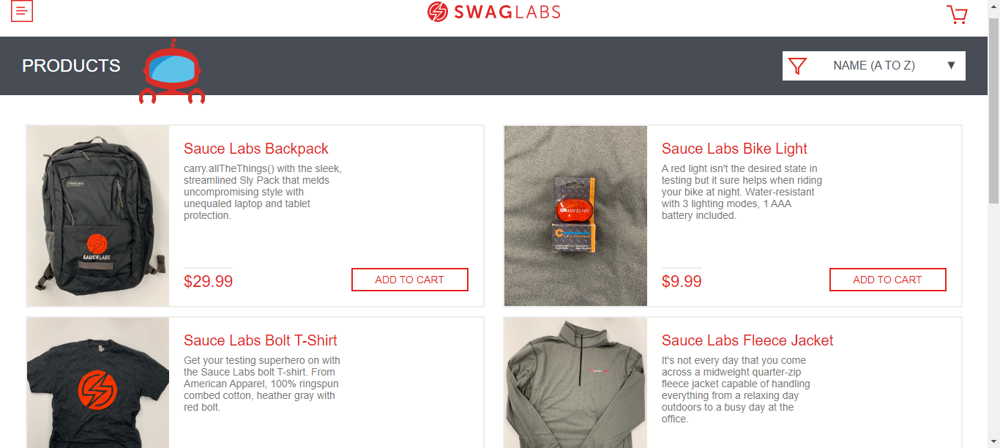 SWAGLABS
PRODUCTS
NAME (A TO Z)
Sauce Labs Backpack
carry.allTheThings() with the sleek,
streamlined Sly Pack that melds
uncompromising style with
unequaled laptop and tablet
protection.
$29.99
ADD TO CART
SAUCELABS
Sauce Labs Bike Light
A red light isn't the desired state in
testing but it sure helps when riding
your bike at night. Water-resistant
with 3 lighting modes, 1 AAA
battery included.
$9.99
ADD TO CART
SAUCELABS
Sauce Labs Bolt T-Shirt
Get your testing superhero on with
the Sauce Labs bolt T-shirt. From
American Apparel, 100% ringspun
combed cotton, heather gray with
red bolt.
Sauce Labs Fleece Jacket
It's not every day that you come
across a midweight quarter-zip
fleece jacket capable of handling
everything from a relaxing day
outdoors to a busy day at the
office.